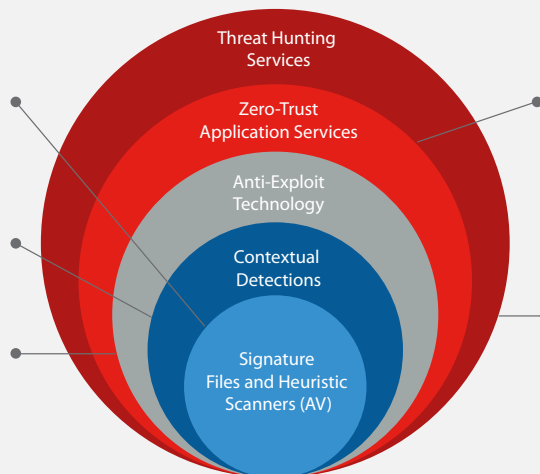 Threat Hunting
Services
Zero-Trust
Application Services
Anti-Exploit
Technology
Contextual
Detections
Signature
Files and Heuristic
Scanners (AV)